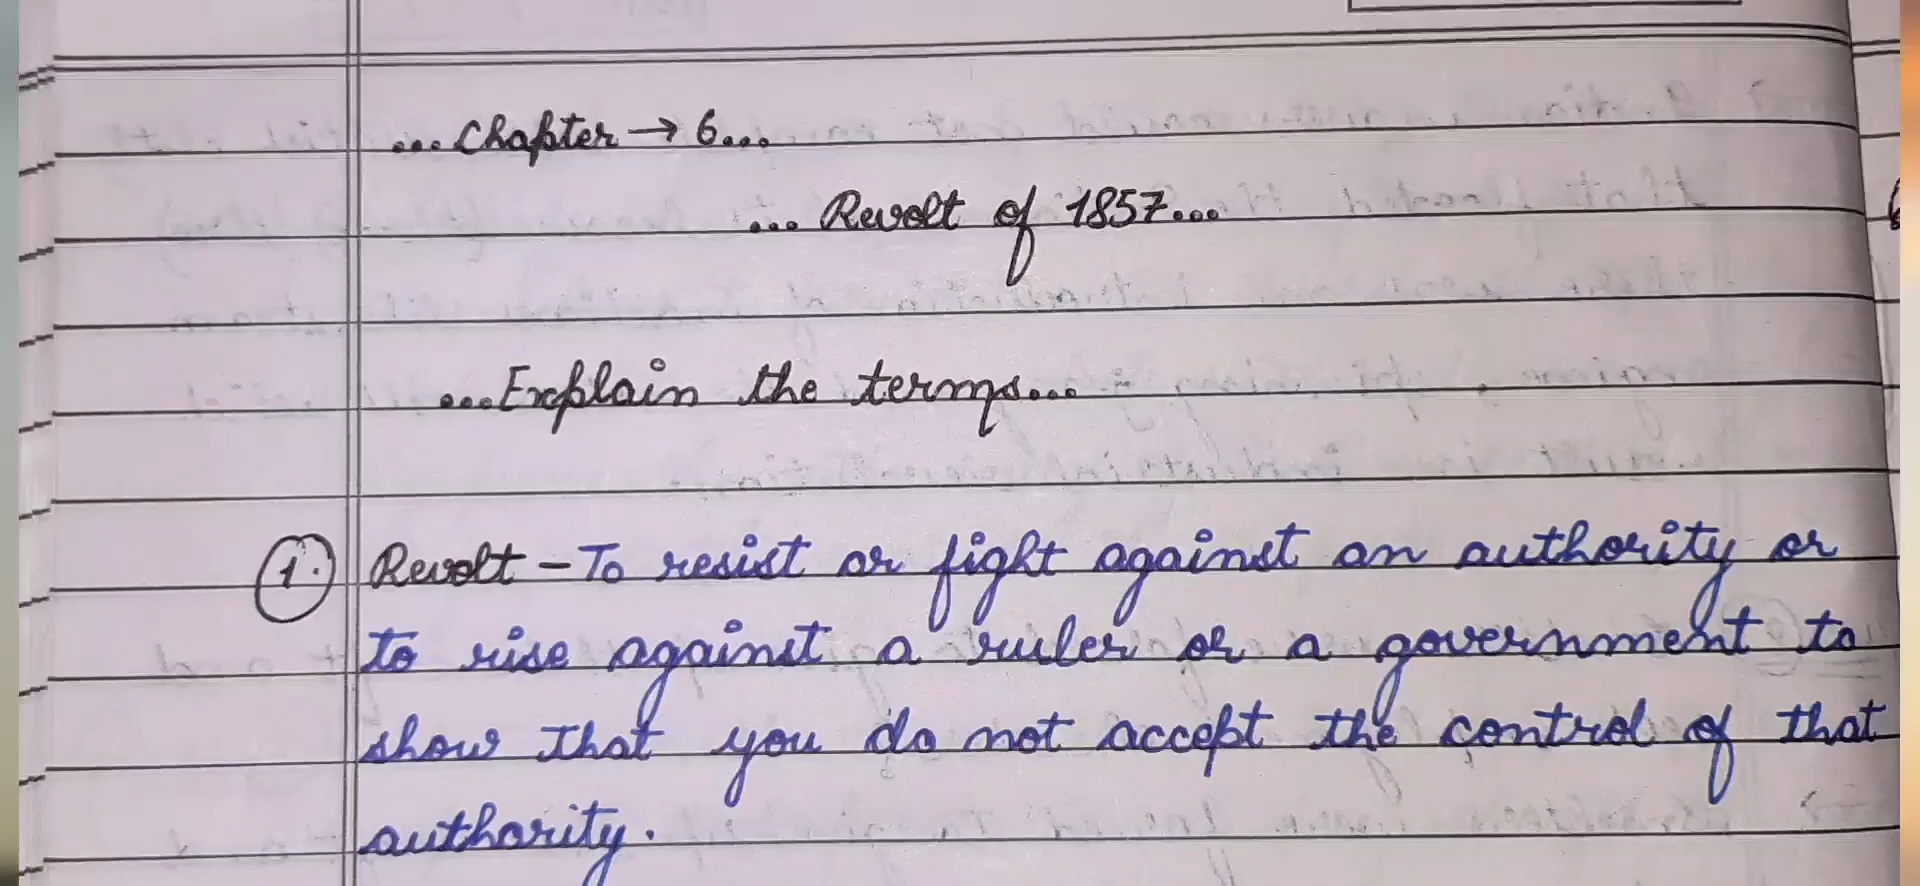 ...Chapter → 6...
... Revolt of 1857...
...Explain the terms...
1. Revolt - To resist or fight against an authority or
to rise against a ruler or a government to
show that you do not accept the control of that
authority.